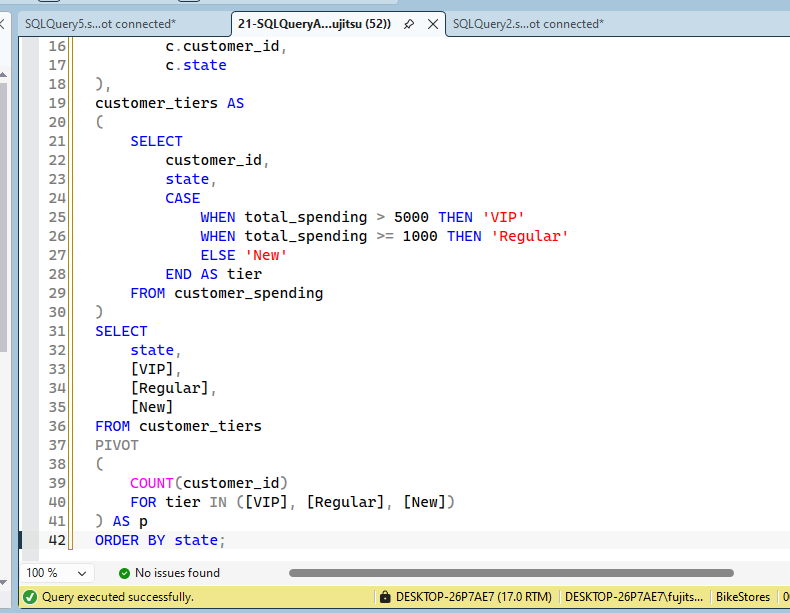 SQLQuery5.s...ot connected*
21-SQLQueryA...ujitsu (52))
SQLQuery2.s...ot connected*
16 c.customer_id,
17 c.state
18 ),
19 customer_tiers AS
20 (
21 SELECT
22 customer_id,
23 state,
24 CASE
25 WHEN total_spending > 5000 THEN 'VIP'
26 WHEN total_spending >= 1000 THEN 'Regular'
27 ELSE 'New'
28 END AS tier
29 FROM customer_spending
30 )
31 SELECT
32 state,
33 [VIP],
34 [Regular],
35 [New]
36 FROM customer_tiers
37 PIVOT
38 (
39 COUNT(customer_id)
40 FOR tier IN ([VIP], [Regular], [New])
41 ) AS p
42 ORDER BY state;
100 %
No issues found
Query executed successfully.
DESKTOP-26P7AE7 (17.0 RTM)
DESKTOP-26P7AE7\fujits...
BikeStores